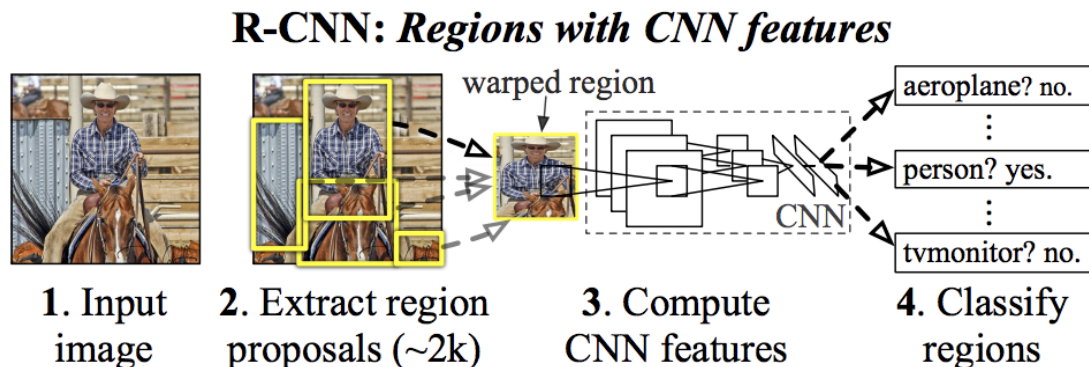 R-CNN: Regions with CNN features
warped region
aeroplane? no.
⋮
person? yes.
⋮
tvmonitor? no.
CNN
1. Input
image
2. Extract region
proposals (~2k)
3. Compute
CNN features
4. Classify
regions